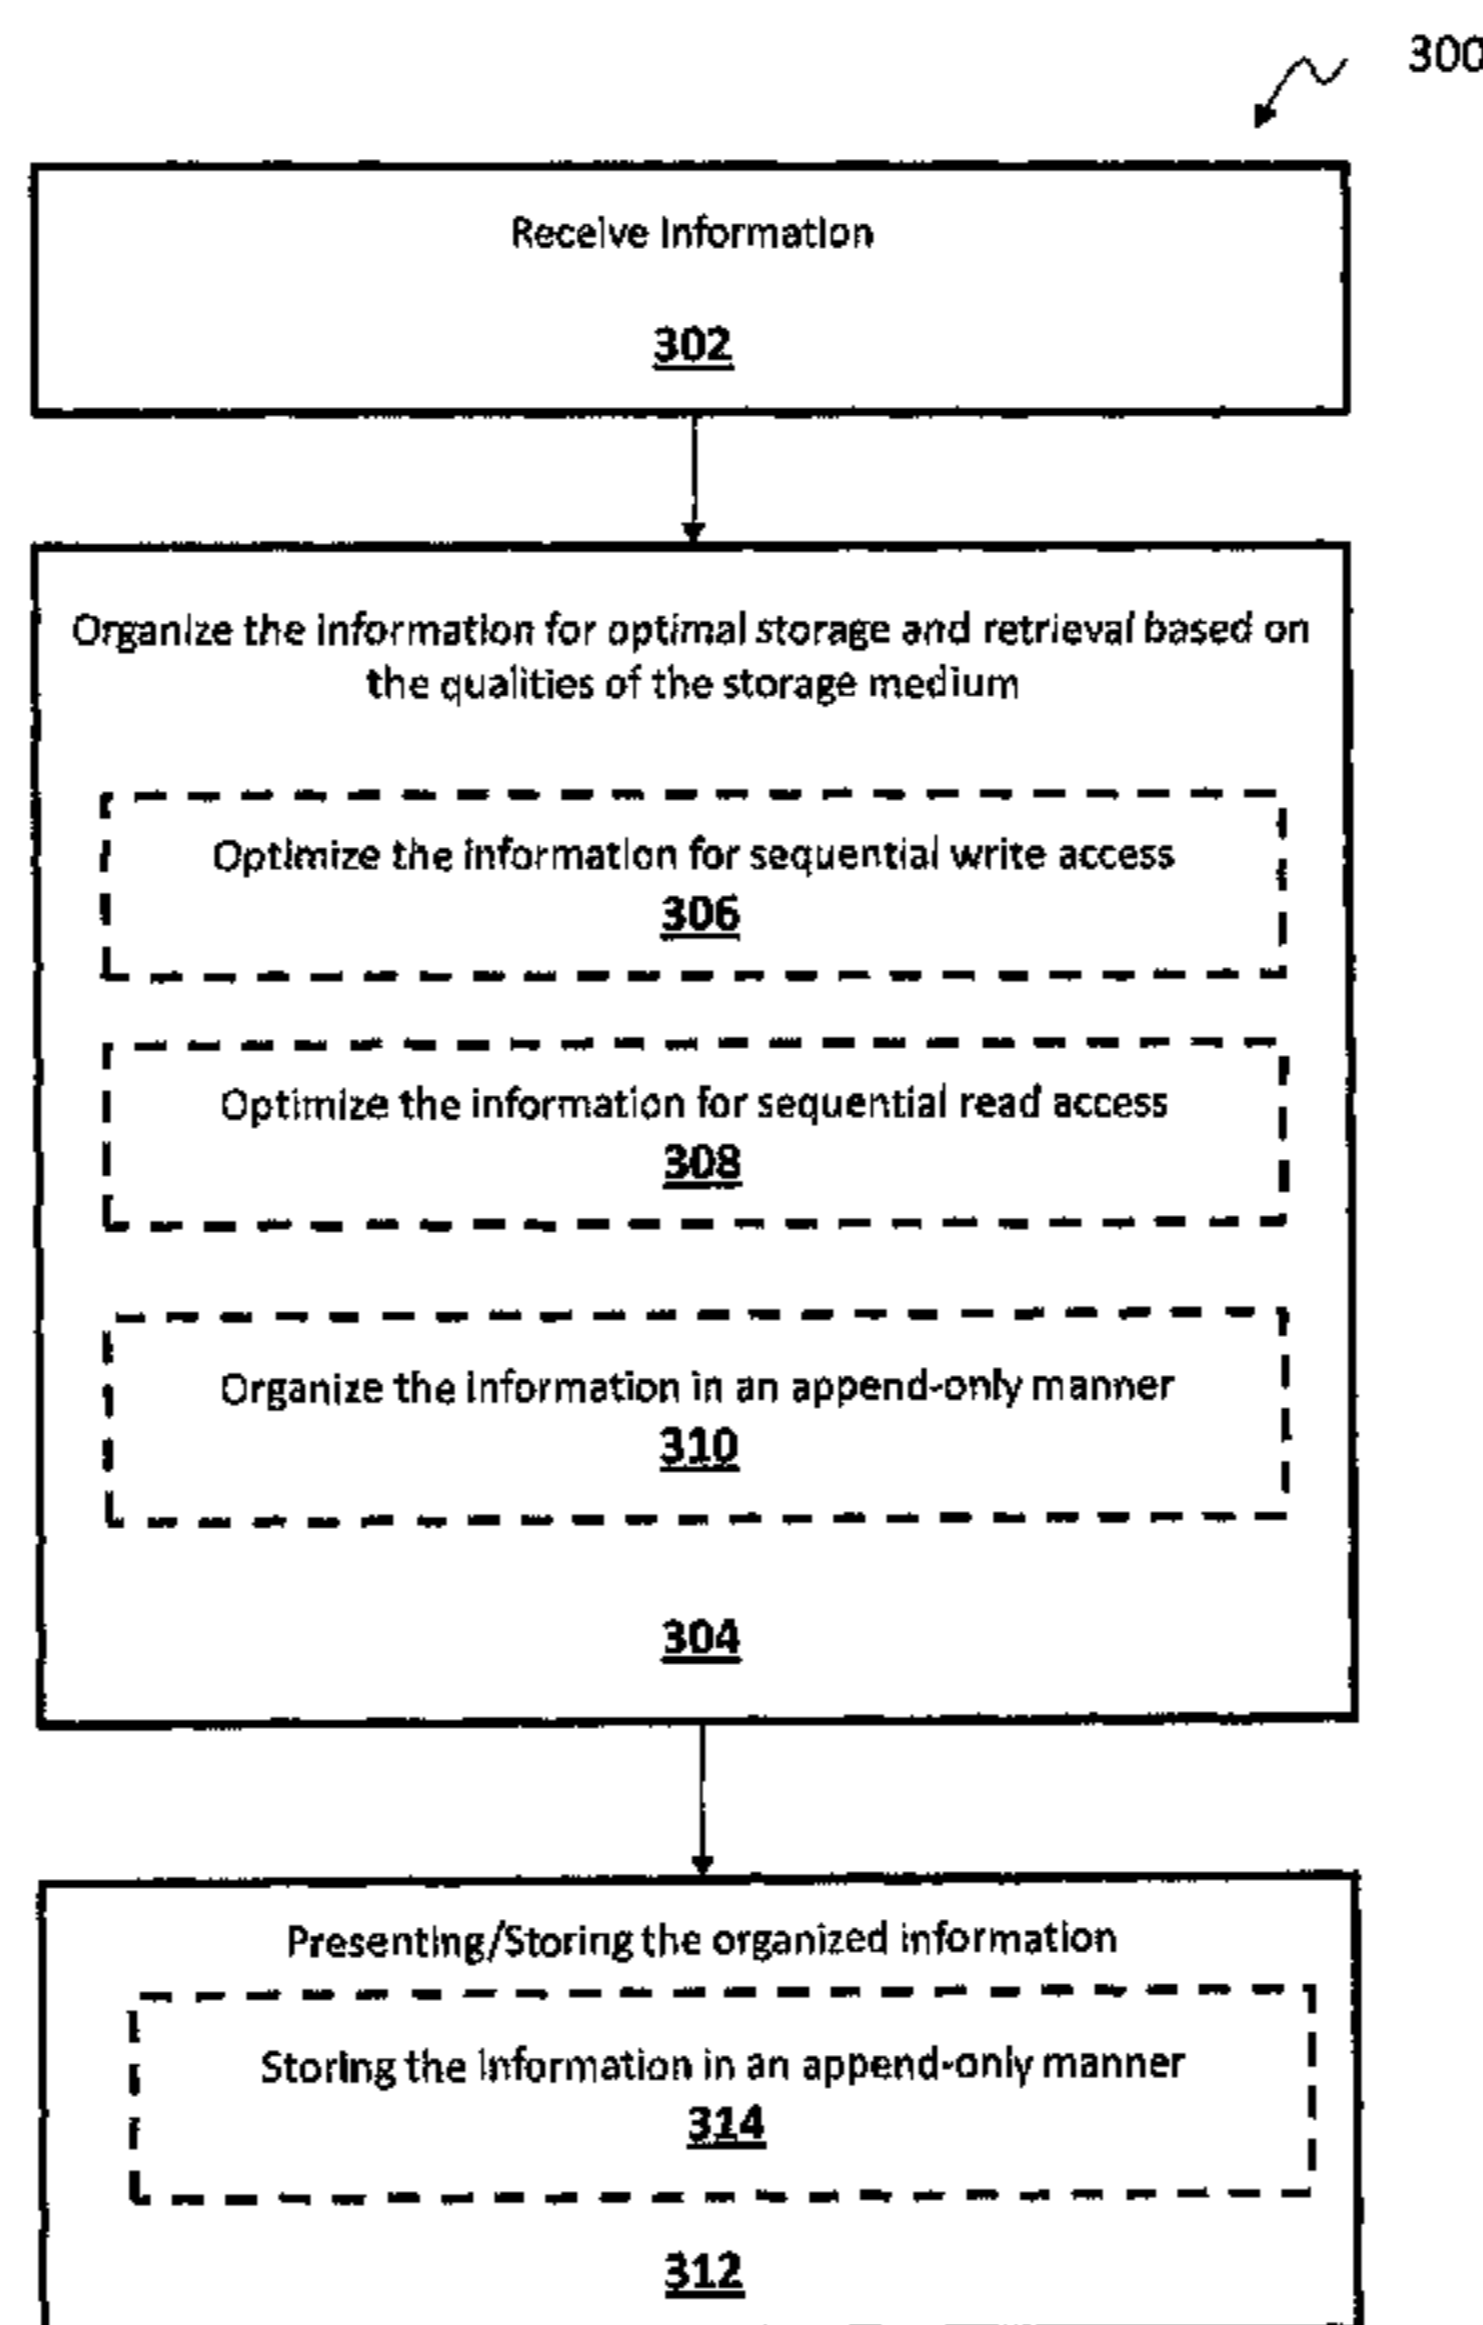 300
Receive Information
302
Organize the information for optimal storage and retrieval based on
the qualities of the storage medium
Optimize the information for sequential write access
306
Optimize the information for sequential read access
308
Organize the information in an append-only manner
310
304
Presenting/Storing the organized information
Storing the information in an append-only manner
314
312